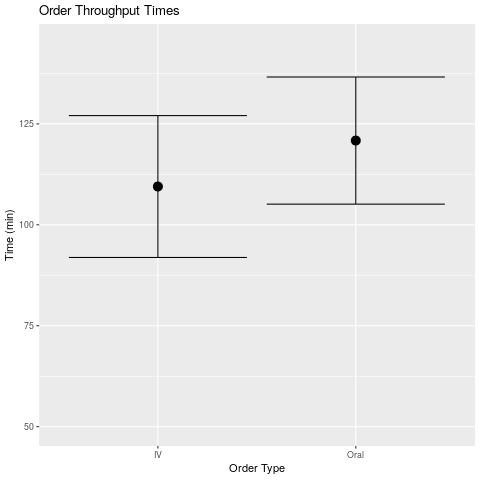 Order Throughput Times
Time (min)
125
100
75
50
IV
Oral
Order Type